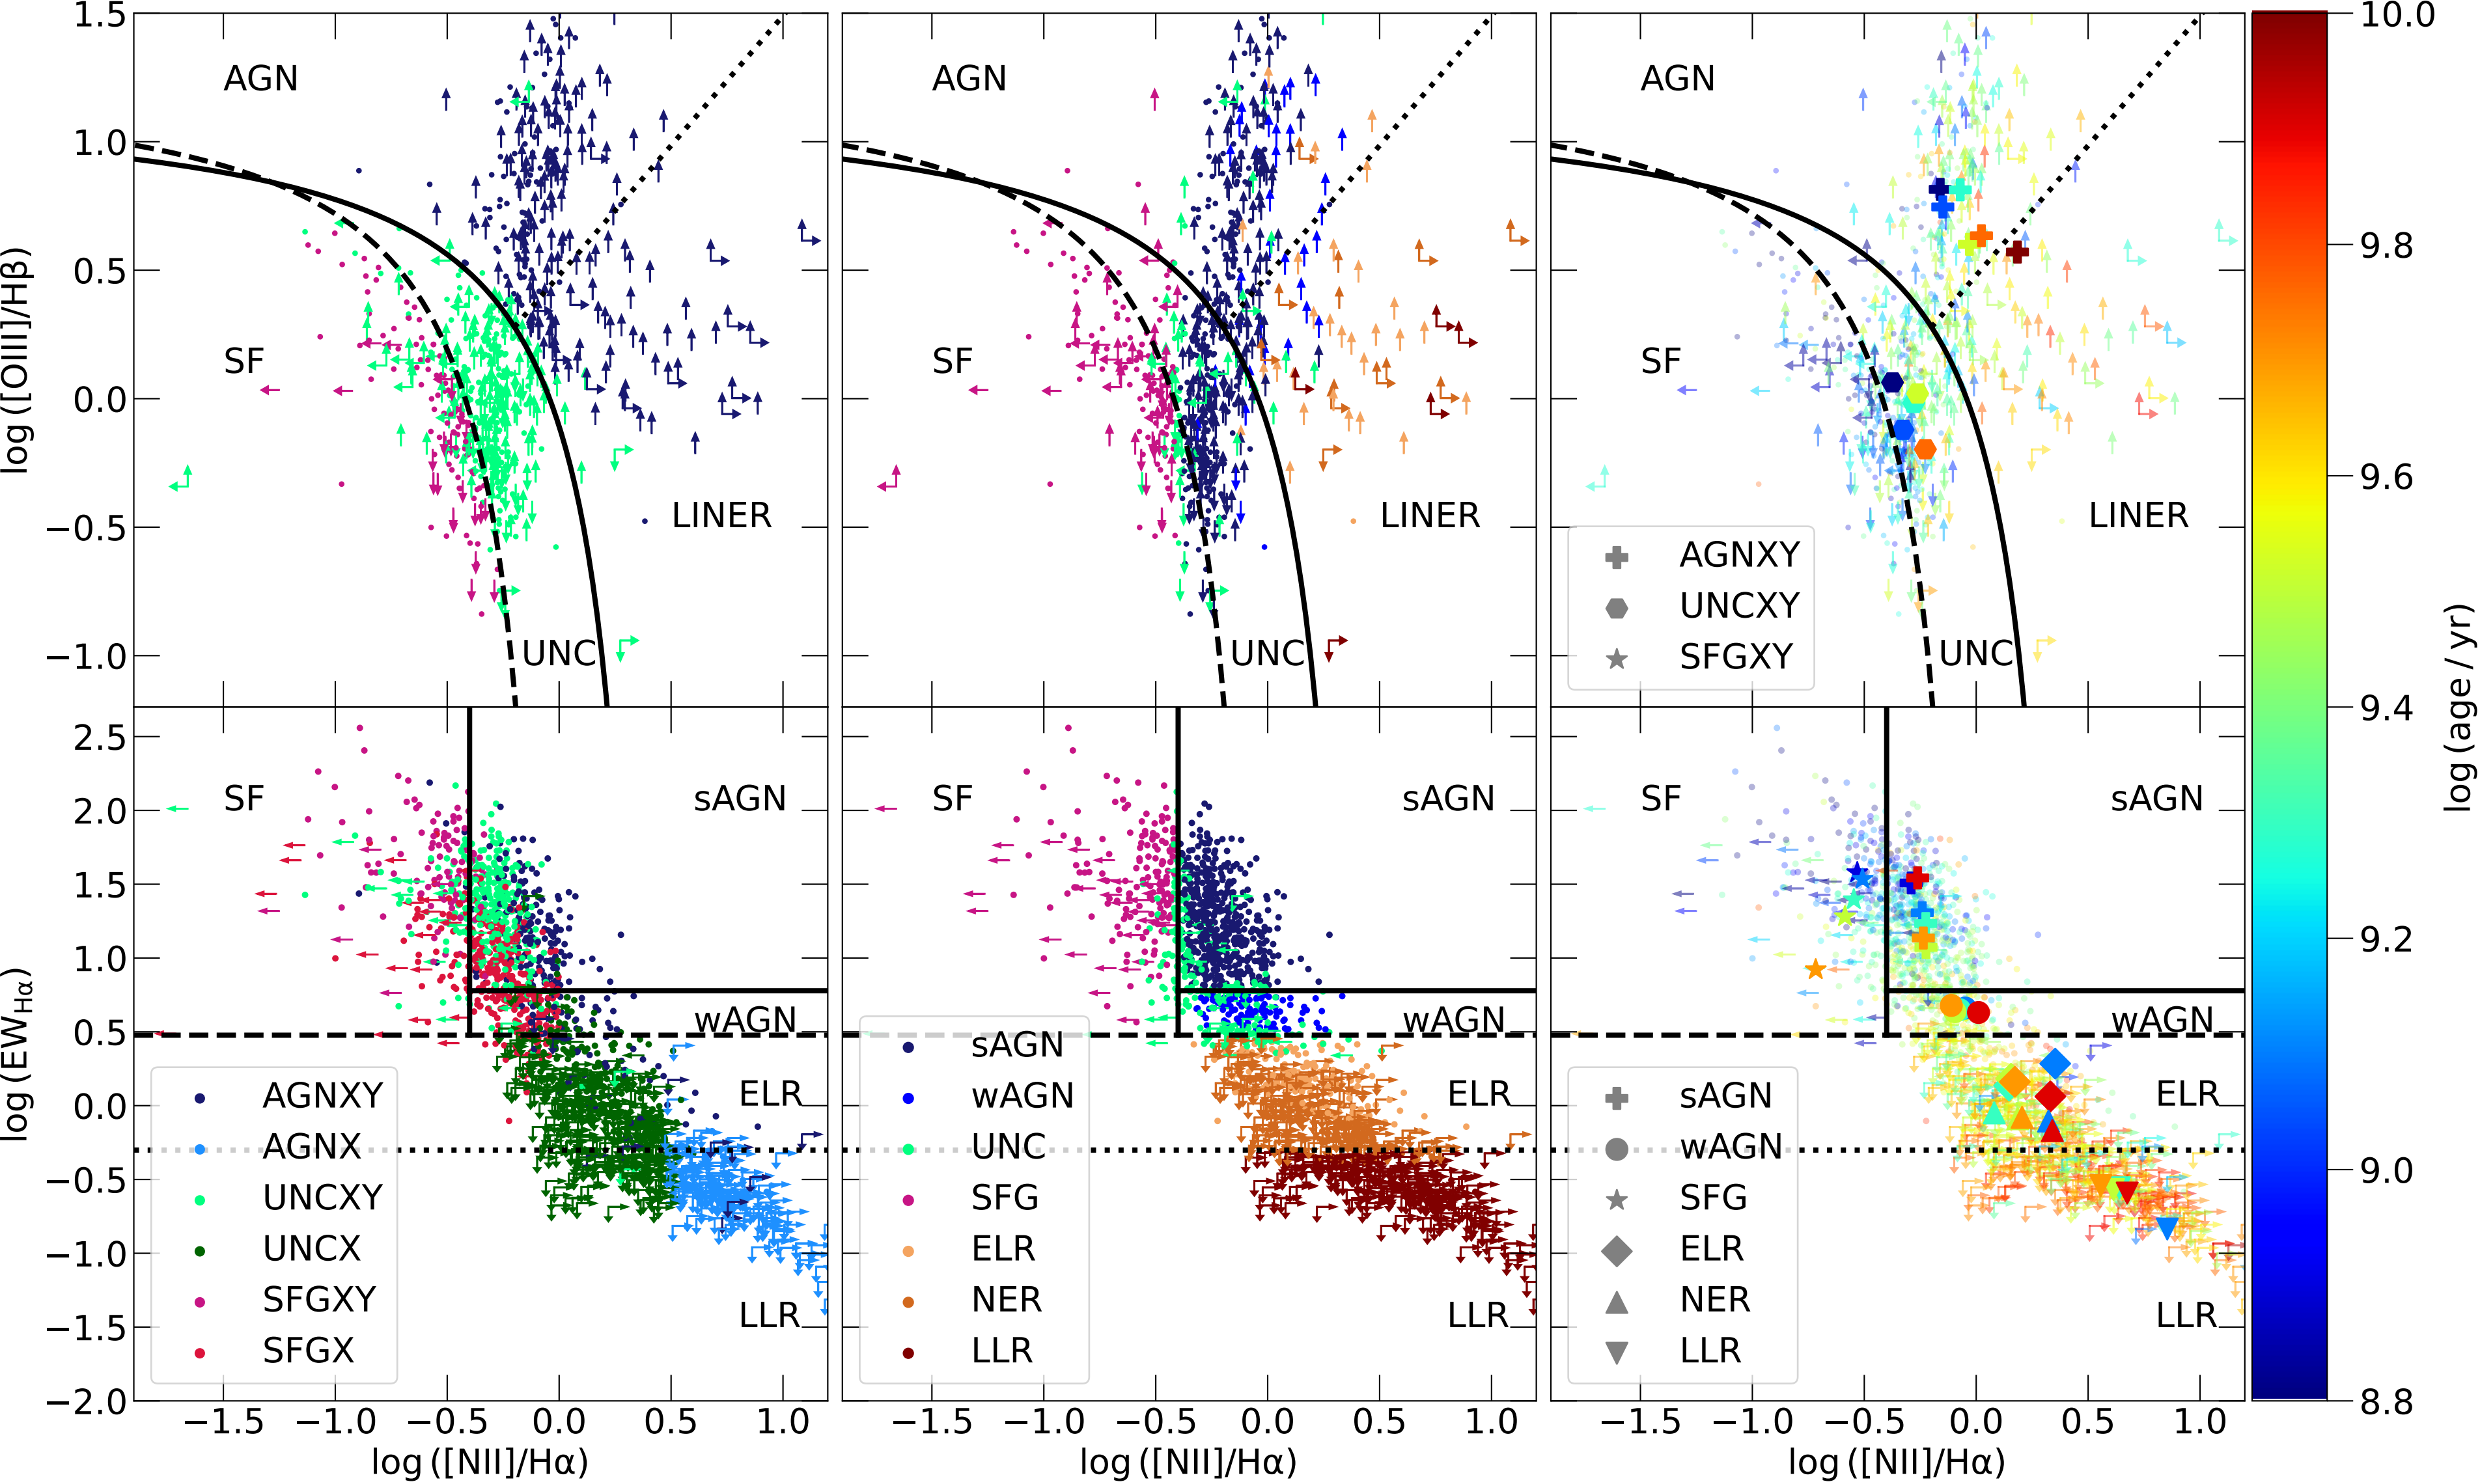 1.5
1.0
0.5
0.0
−0.5
−1.0
log ([OIII]/Hβ)
AGN
SF
LINER
UNC
AGN
SF
LINER
UNC
AGN
SF
LINER
UNC
AGNXY
UNCXY
SFGXY
2.5
2.0
1.5
1.0
0.5
0.0
−0.5
−1.0
−1.5
−2.0
log (EWHα)
SF
sAGN
wAGN
ELR
LLR
AGNXY
AGNX
UNCXY
UNCX
SFGXY
SFGX
−1.5 −1.0 −0.5 0.0 0.5 1.0
log ([NII]/Hα)
SF
sAGN
wAGN
ELR
LLR
sAGN
wAGN
UNC
SFG
ELR
NER
LLR
−1.5 −1.0 −0.5 0.0 0.5 1.0
log ([NII]/Hα)
SF
sAGN
wAGN
ELR
LLR
sAGN
wAGN
SFG
ELR
NER
LLR
−1.5 −1.0 −0.5 0.0 0.5 1.0
log ([NII]/Hα)
10.0
9.8
9.6
9.4
9.2
9.0
8.8
log (age / yr)